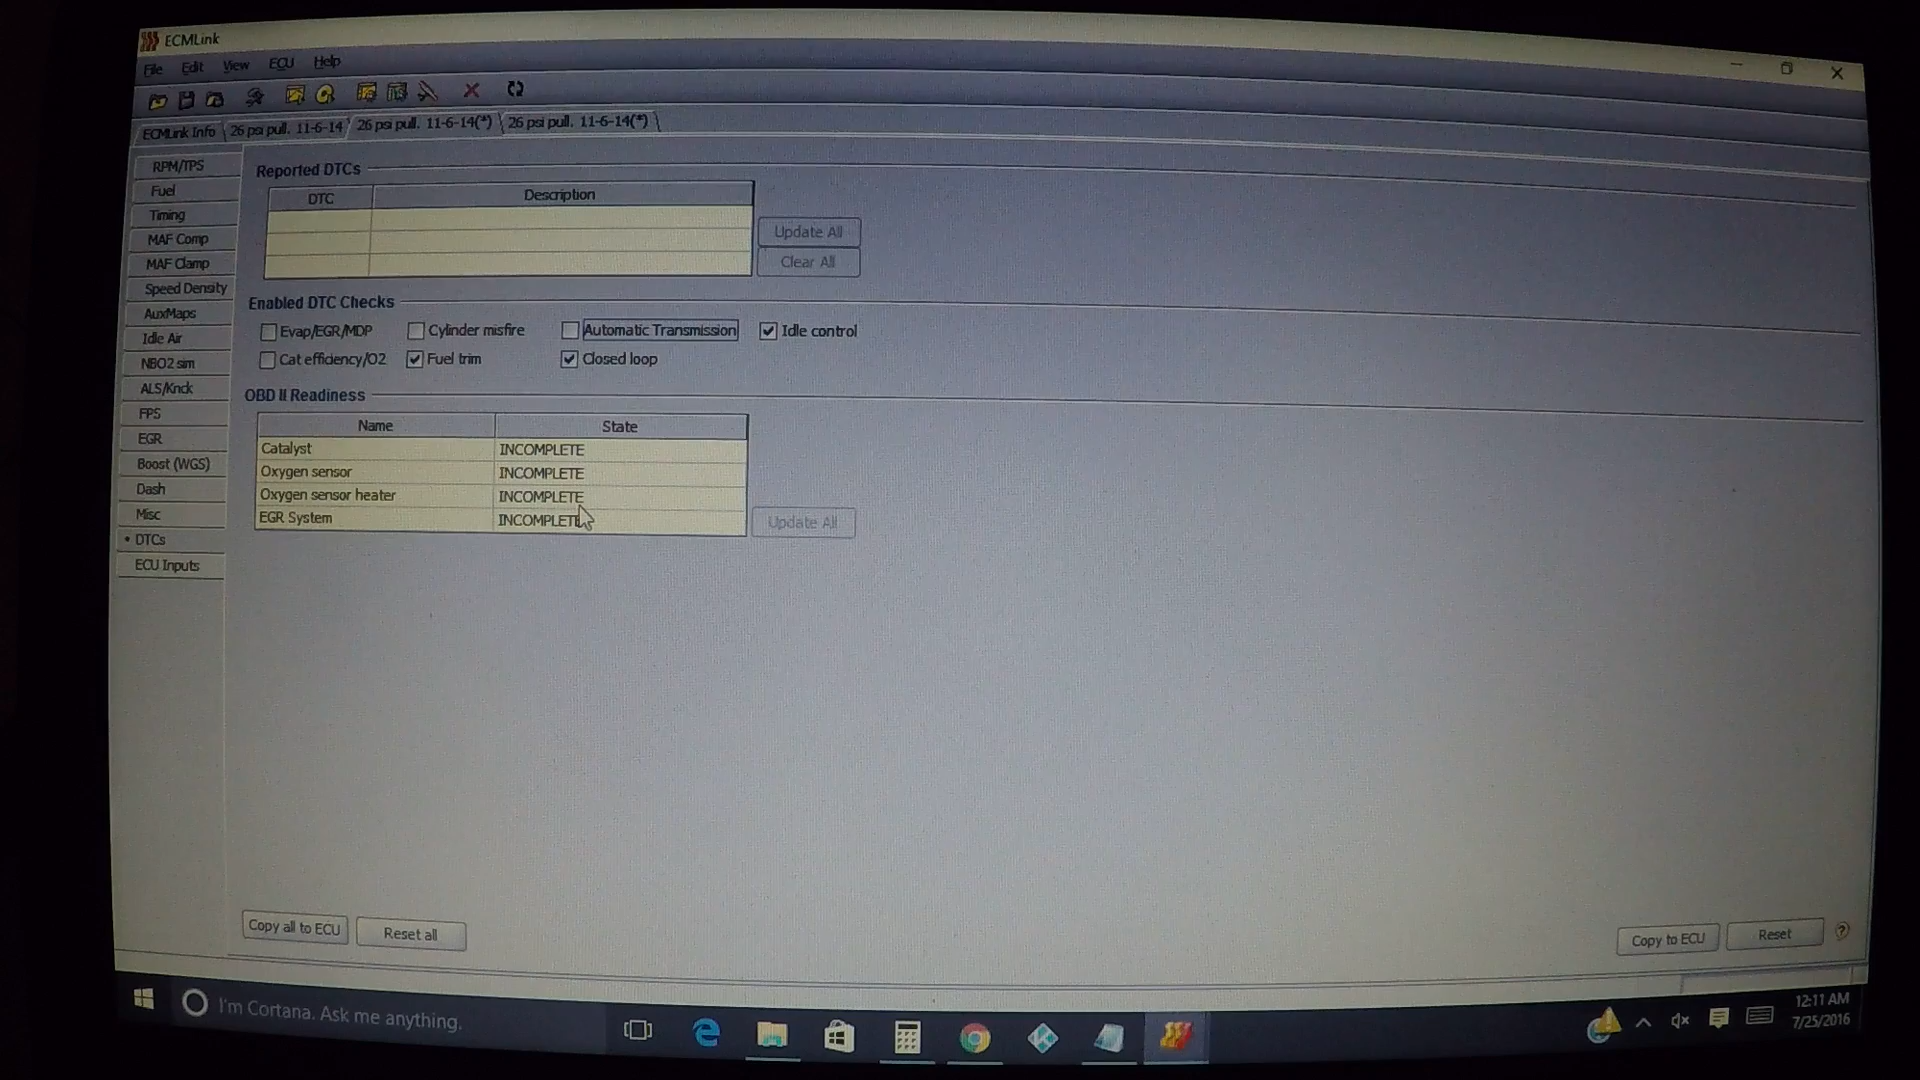 ECMLink
File Edit View ECU Help
ECMLink Info 26 psi pull. 11-6-14 26 psi pull. 11-6-14(*) 26 psi pull. 11-6-14(*)
RPM/TPS
Fuel
Timing
MAF Comp
MAF Clamp
Speed Density
AuxMaps
Idle Air
NBO2 sim
ALS/Knck
FPS
EGR
Boost (WGS)
Dash
Misc
• DTCs
ECU Inputs
Reported DTCs
DTC Description
Update All
Clear All
Enabled DTC Checks
Evap/EGR/MDP Cylinder misfire Automatic Transmission Idle control
Cat efficiency/O2 Fuel trim Closed loop
OBD II Readiness
Name State
Catalyst INCOMPLETE
Oxygen sensor INCOMPLETE
Oxygen sensor heater INCOMPLETE
EGR System INCOMPLETE
Update All
Copy all to ECU Reset all Copy to ECU Reset ?
I'm Cortana. Ask me anything.
12:11 AM
7/25/2016